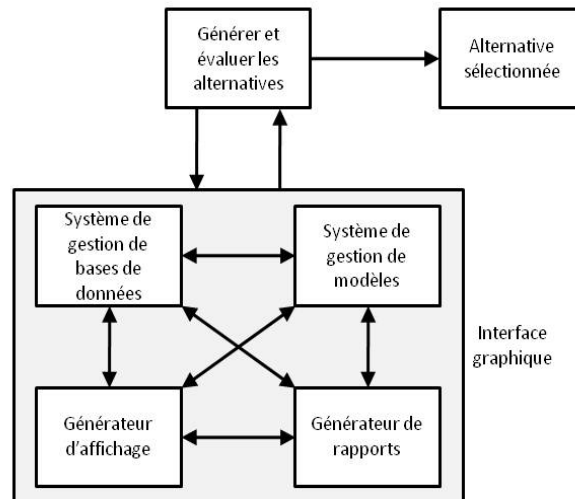 Générer et
évaluer les
alternatives
Alternative
sélectionnée
Système de
gestion de
bases de
données
Système de
gestion de
modèles
Interface
graphique
Générateur
d'affichage
Générateur de
rapports